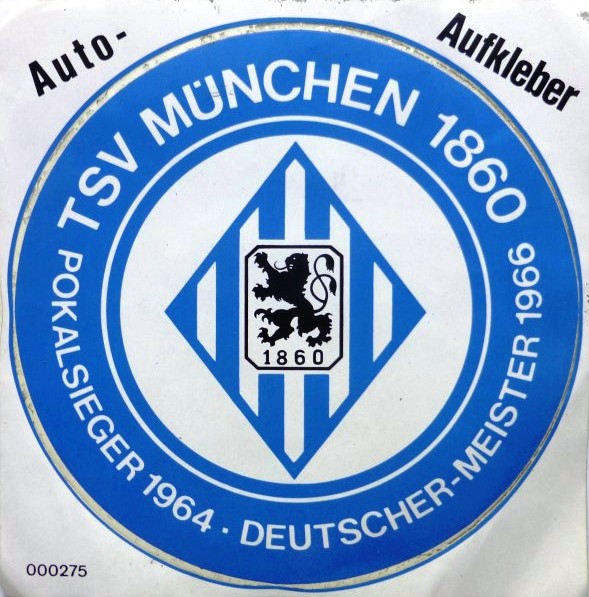 Auto-
Aufkleber
TSV MÜNCHEN 1860
1860
POKALSIEGER 1964 · DEUTSCHER-MEISTER 1966
000275